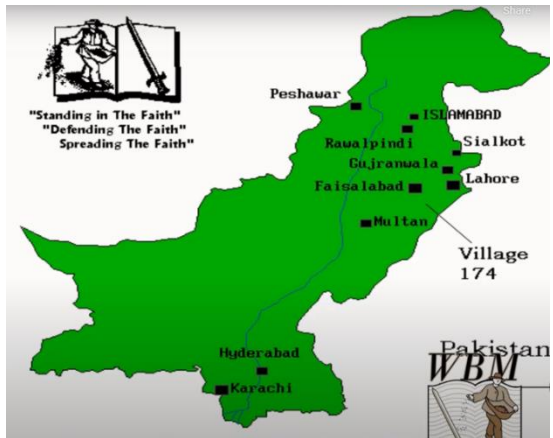 Share
"Standing in The Faith"
"Defending The Faith"
Spreading The Faith"
Peshawar
ISLAMABAD
Rawalpindi
Sialkot
Gujranwala
Lahore
Faisalabad
Multan
Village
174
Hyderabad
Karachi
Pakistan
WBM